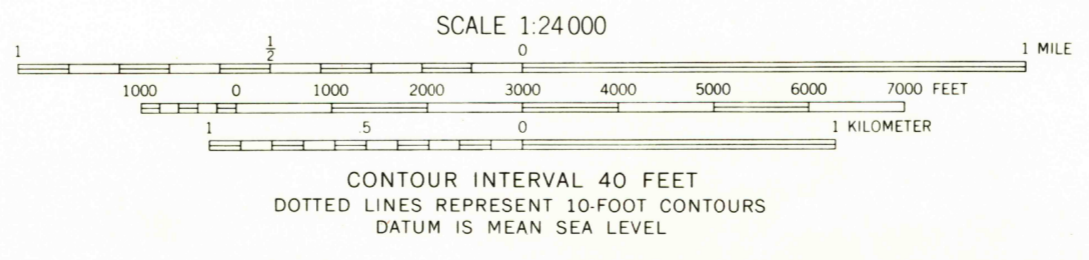 SCALE 1:24 000
1 ½ 0 1 MILE
1000 0 1000 2000 3000 4000 5000 6000 7000 FEET
1 .5 0 1 KILOMETER
CONTOUR INTERVAL 40 FEET
DOTTED LINES REPRESENT 10-FOOT CONTOURS
DATUM IS MEAN SEA LEVEL